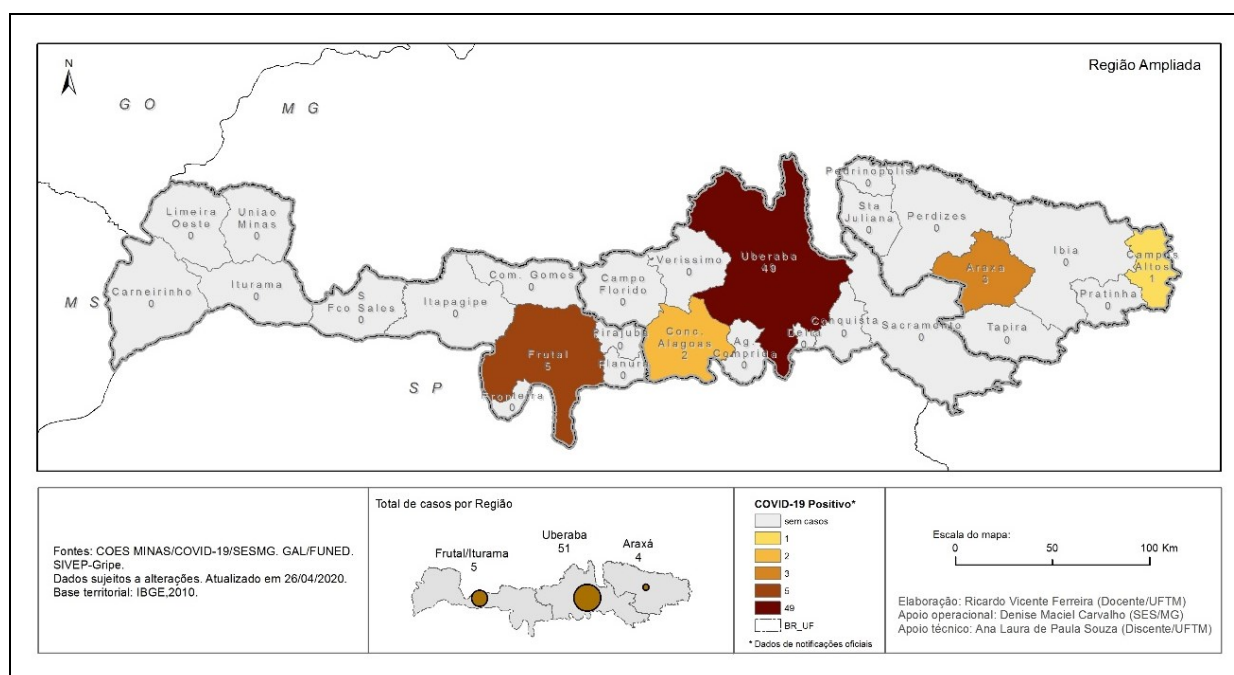 Região Ampliada
N
G O
M G
M S
S P
Limeira
Oeste
0
Uniao
Minas
0
Carneirinho
0
Iturama
0
S
Fco Sales
0
Itapagipe
0
Com. Gomos
0
Frutal
5
Fronteira
0
Campo
Florido
0
Pirajuba
0
Planura
0
Verissimo
0
Conc.
Alagoas
2
Uberaba
49
Ag.
Comprida
0
Delta
0
Conquista
0
Sacramento
0
Pedrinopolis
0
Sta
Juliana
0
Perdizes
0
Araxa
3
Ibia
0
Tapira
0
Pratinha
0
Campos
Altos
1
Fontes: COES MINAS/COVID-19/SESMG. GAL/FUNED.
SIVEP-Gripe.
Dados sujeitos a alterações. Atualizado em 26/04/2020.
Base territorial: IBGE,2010.
Total de casos por Região
Frutal/Iturama
5
Uberaba
51
Araxá
4
COVID-19 Positivo*
sem casos
1
2
3
5
49
BR_UF
* Dados de notificações oficiais
Escala do mapa:
0 50 100 Km
Elaboração: Ricardo Vicente Ferreira (Docente/UFTM)
Apoio operacional: Denise Maciel Carvalho (SES/MG)
Apoio técnico: Ana Laura de Paula Souza (Discente/UFTM)